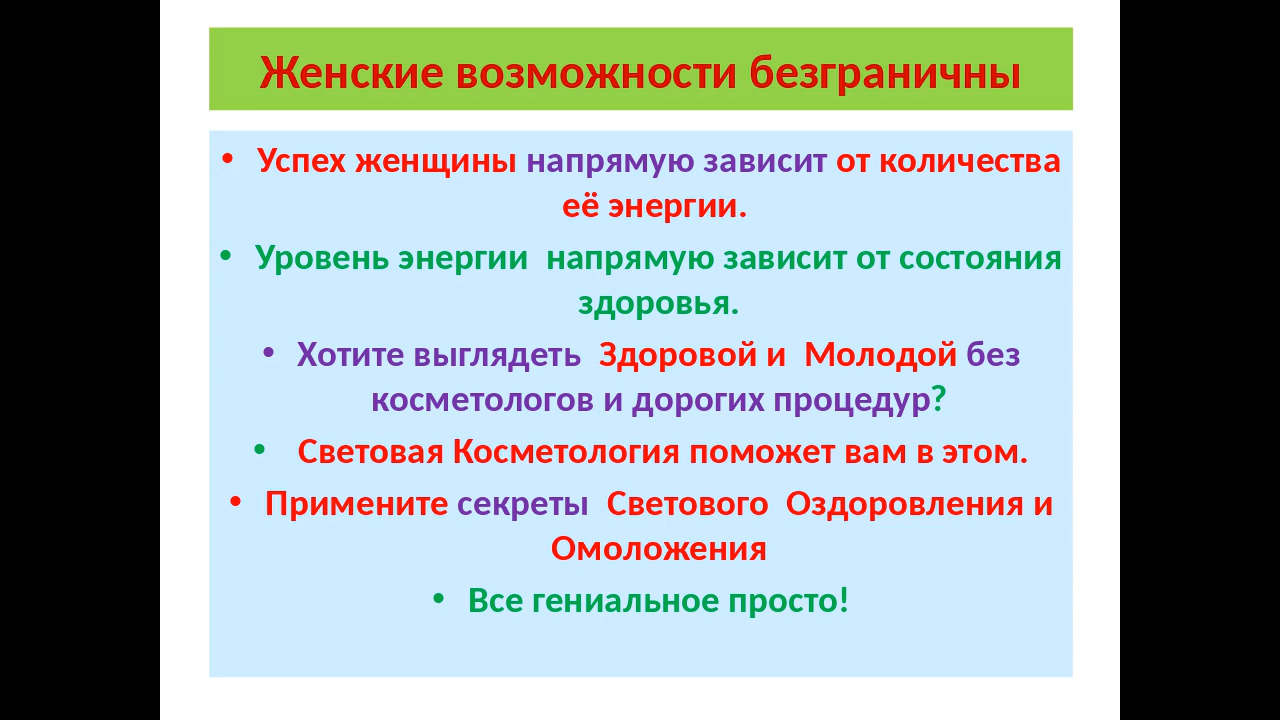 Женские возможности безграничны
• Успех женщины напрямую зависит от количества
её энергии.
• Уровень энергии  напрямую зависит от состояния
здоровья.
• Хотите выглядеть  Здоровой и  Молодой без
косметологов и дорогих процедур?
• Световая Косметология поможет вам в этом.
• Примените секреты  Светового  Оздоровления и
Омоложения
• Все гениальное просто!